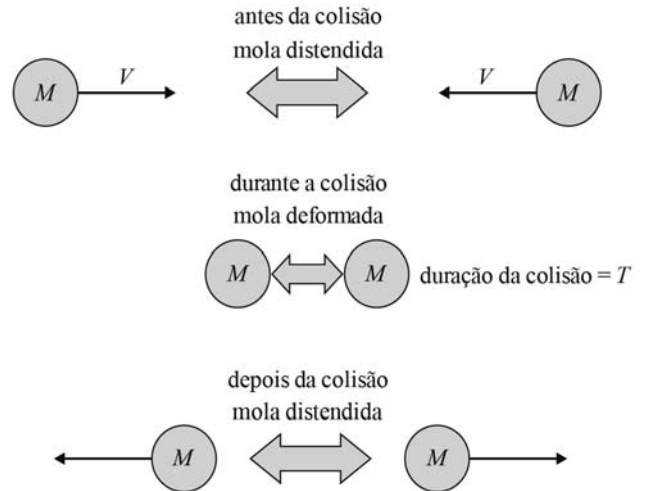 antes da colisão
mola distendida
V
V
M
M
durante a colisão
mola deformada
M
M
duração da colisão = T
depois da colisão
mola distendida
M
M